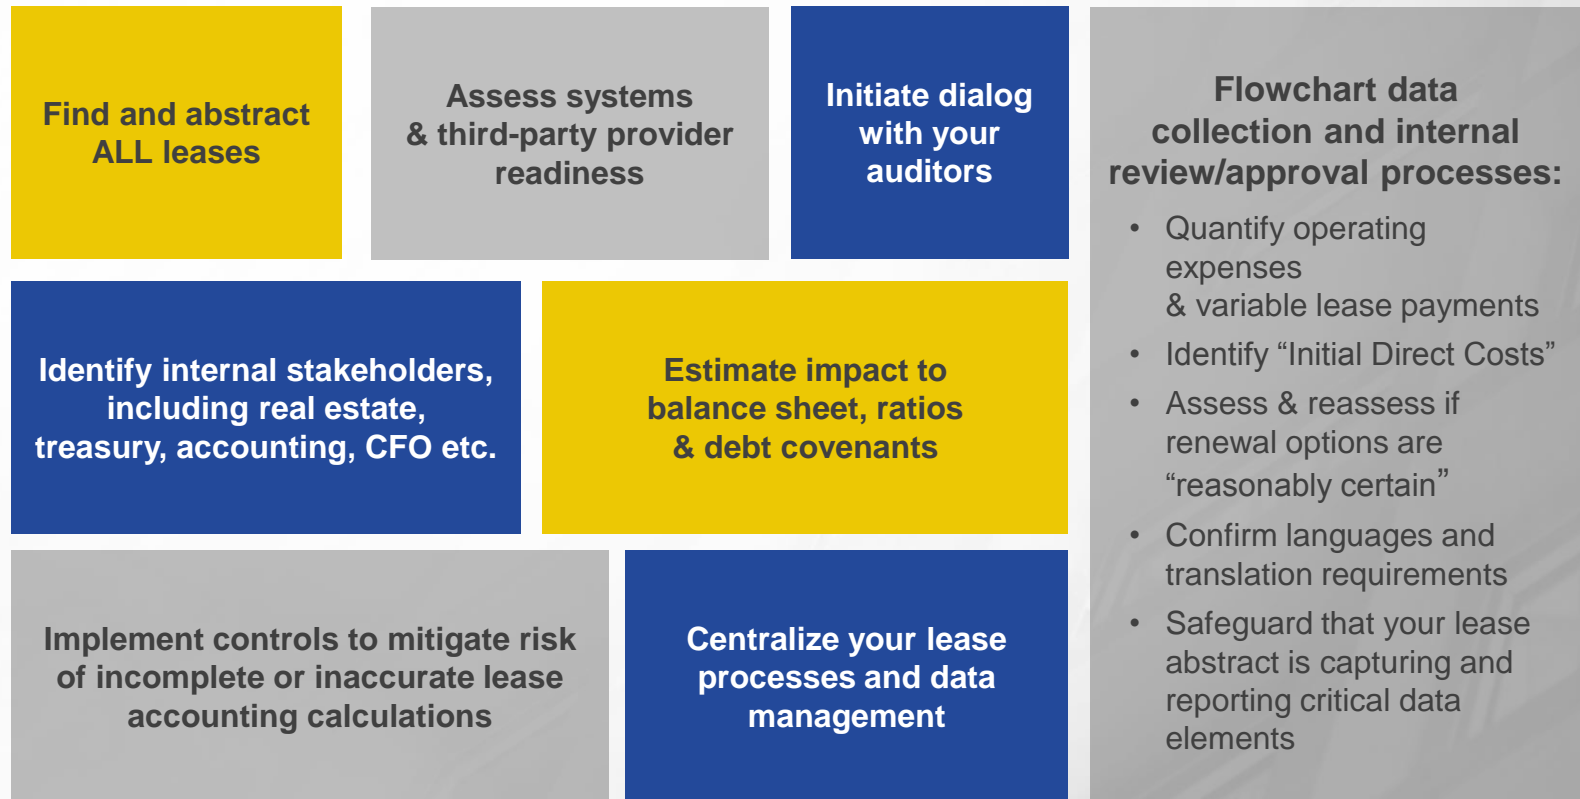 Find and abstract
ALL leases
Assess systems
& third-party provider
readiness
Initiate dialog
with your
auditors
Identify internal stakeholders,
including real estate,
treasury, accounting, CFO etc.
Estimate impact to
balance sheet, ratios
& debt covenants
Implement controls to mitigate risk
of incomplete or inaccurate lease
accounting calculations
Centralize your lease
processes and data
management
Flowchart data
collection and internal
review/approval processes:
• Quantify operating
expenses
& variable lease payments
• Identify “Initial Direct Costs”
• Assess & reassess if
renewal options are
“reasonably certain”
• Confirm languages and
translation requirements
• Safeguard that your lease
abstract is capturing and
reporting critical data
elements